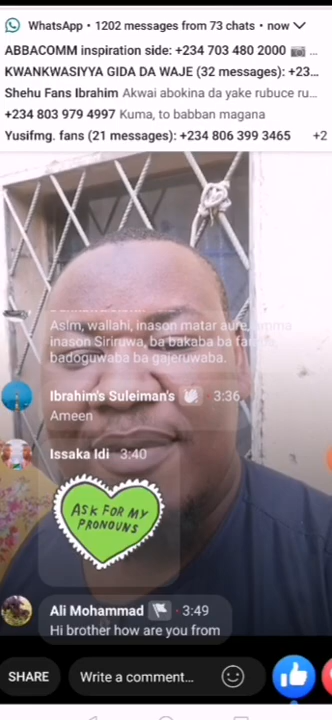 WhatsApp • 1202 messages from 73 chats • now
ABBACOMM inspiration side: +234 703 480 2000 📷 ...
KWANKWASIYYA GIDA DA WAJE (32 messages): +23...
Shehu Fans Ibrahim Akwai abokina da yake rubuce ru...
+234 803 979 4997 Kuma, to babban magana
Yusifmg. fans (21 messages): +234 806 399 3465 +2
Aslm, wallahi, inason matar aure,
inason Siriruwa, ba bakaba ba
badoguwaba ba gajeruwaba.
Ibrahim's Suleiman's 3:36
Ameen
Issaka Idi 3:40
ASK FOR MY
PRONOUNS
Ali Mohammad · 3:49
Hi brother how are you from
SHARE Write a comment...